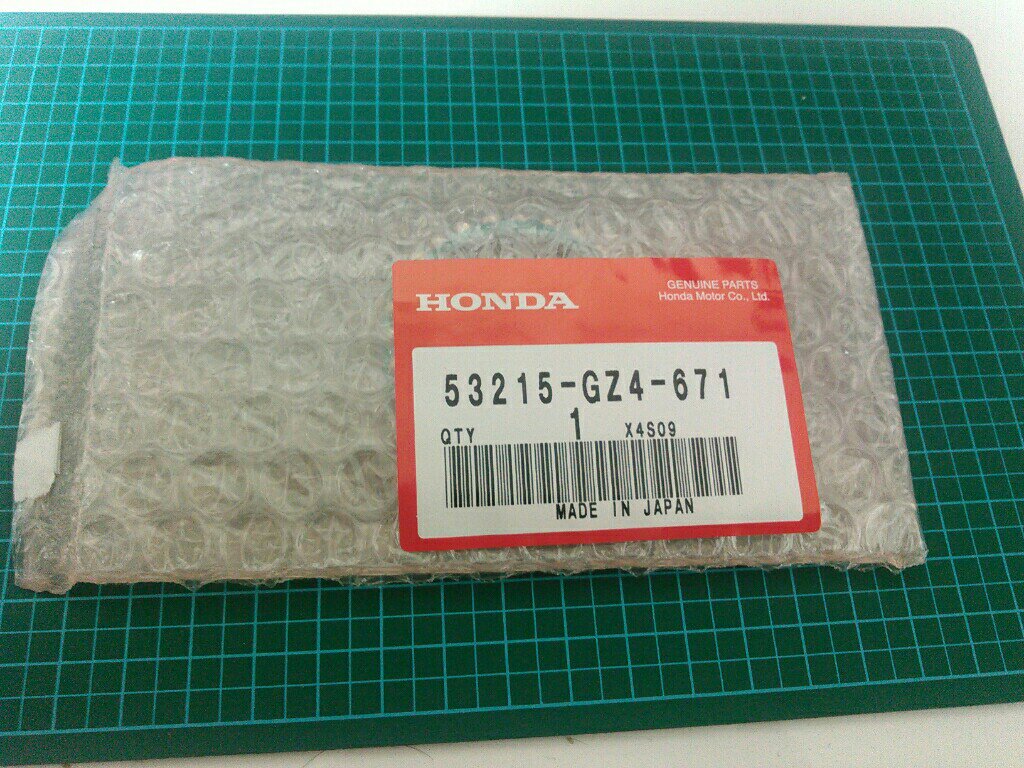 HONDA
GENUINE PARTS
Honda Motor Co., Ltd.
53215-GZ4-671
QTY 1 X4S09
MADE IN JAPAN